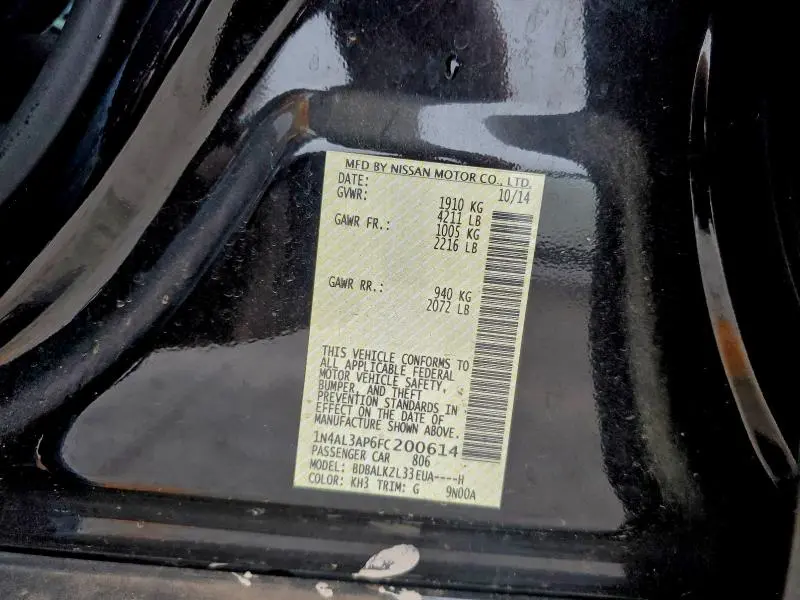 MFD BY NISSAN MOTOR CO., LTD.
DATE: 10/14
GVWR: 1910 KG
4211 LB
GAWR FR.: 1005 KG
2216 LB
GAWR RR.: 940 KG
2072 LB
THIS VEHICLE CONFORMS TO
ALL APPLICABLE FEDERAL
MOTOR VEHICLE SAFETY,
BUMPER, AND THEFT
PREVENTION STANDARDS IN
EFFECT ON THE DATE OF
MANUFACTURE SHOWN ABOVE.
1N4AL3AP6FC200614
PASSENGER CAR 806
MODEL: BDBALKZL33EUA----H
COLOR: KH3 TRIM: G 9N00A